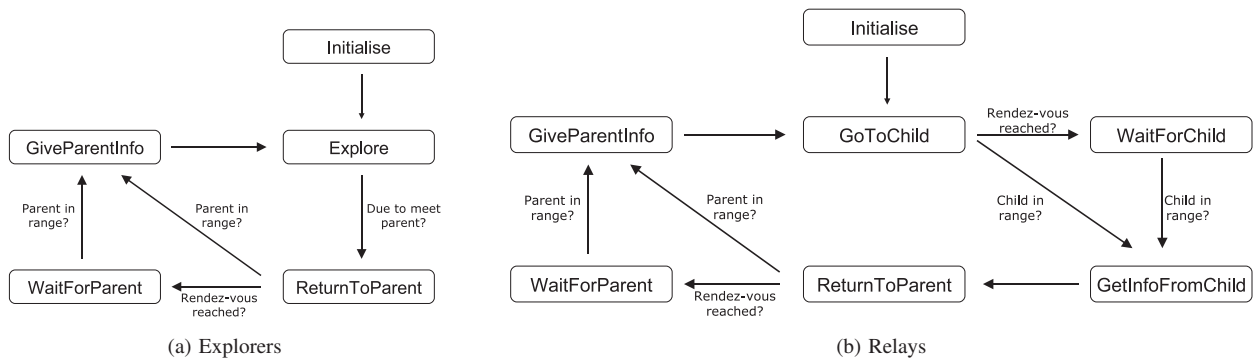 Initialise
GiveParentInfo
Explore
Parent in
range?
Parent in
range?
Due to meet
parent?
WaitForParent
Rendez-vous
reached?
ReturnToParent
(a) Explorers
Initialise
GiveParentInfo
GoToChild
Rendez-vous
reached?
WaitForChild
Parent in
range?
Parent in
range?
Child in
range?
Child in
range?
WaitForParent
Rendez-vous
reached?
ReturnToParent
GetInfoFromChild
(b) Relays